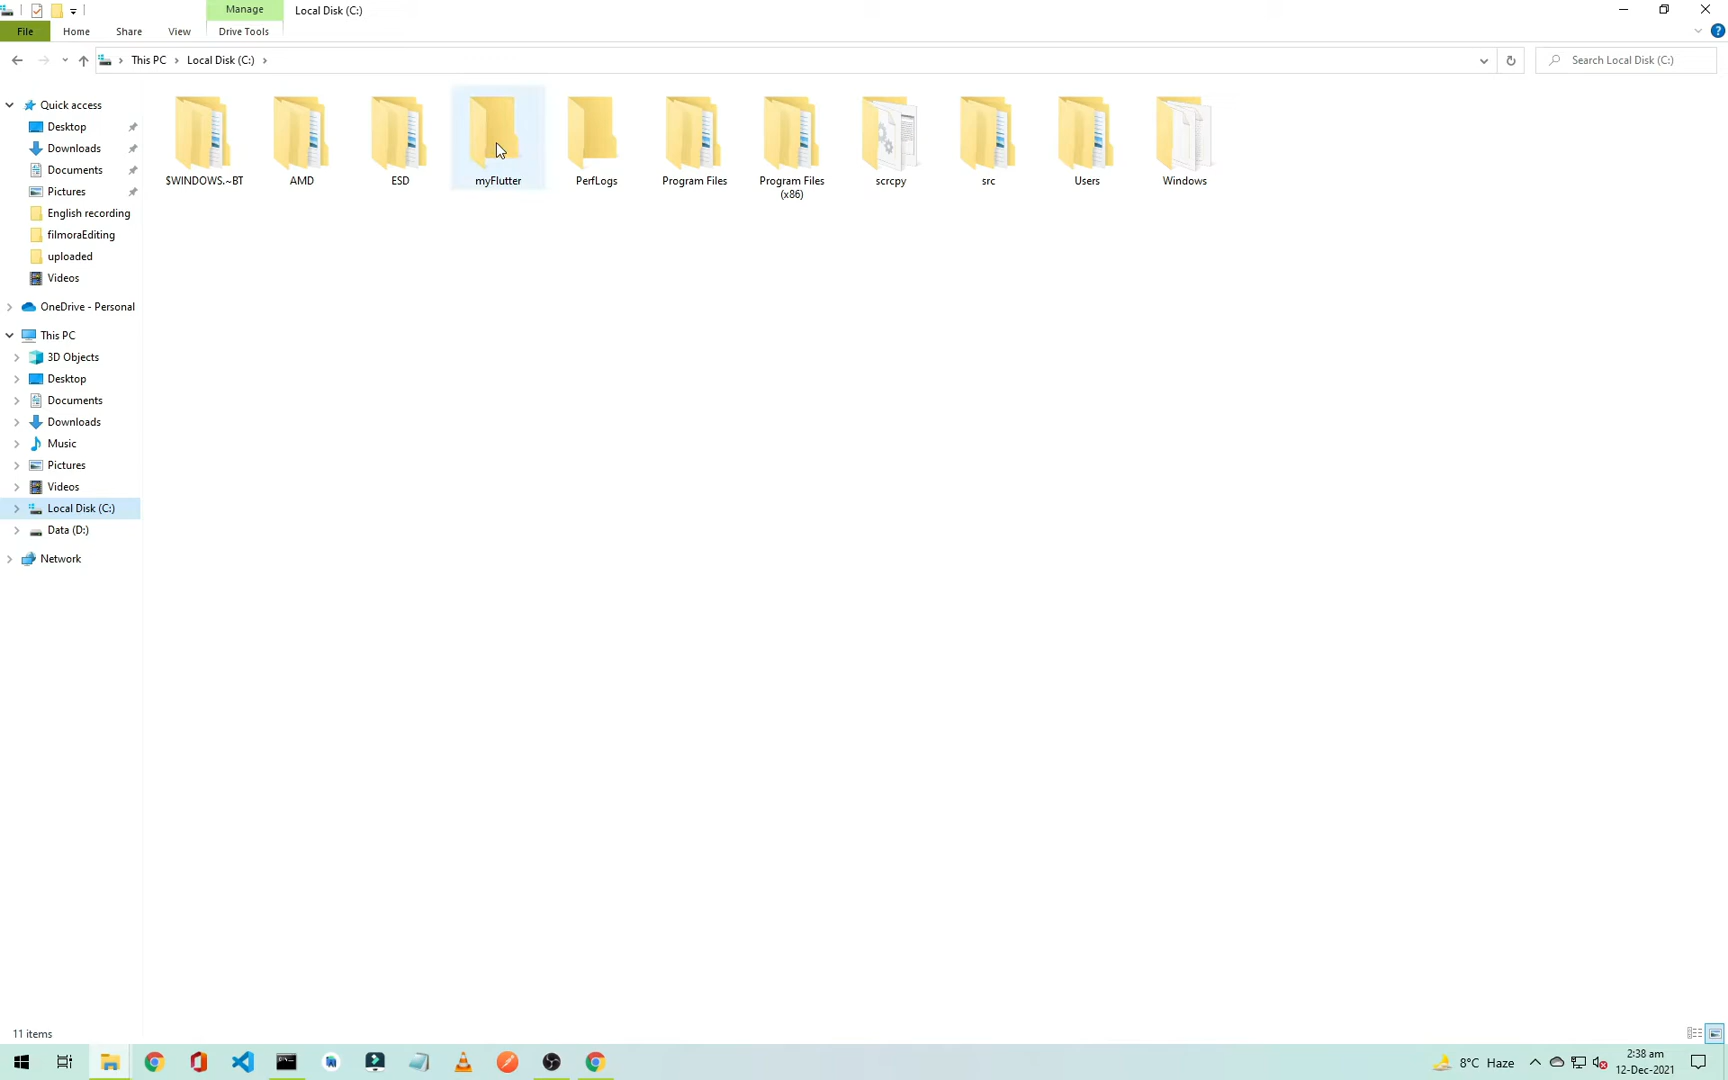 Manage
Local Disk (C:)
File
Home
Share
View
Drive Tools
This PC
Local Disk (C:)
Search Local Disk (C:)
Quick access
Desktop
Downloads
Documents
Pictures
English recording
filmoraEditing
uploaded
Videos
OneDrive - Personal
This PC
3D Objects
Desktop
Documents
Downloads
Music
Pictures
Videos
Local Disk (C:)
Data (D:)
Network
$WINDOWS.~BT
AMD
ESD
myFlutter
PerfLogs
Program Files
Program Files
(x86)
scrcpy
src
Users
Windows
11 items
8°C Haze
2:38 am
12-Dec-2021